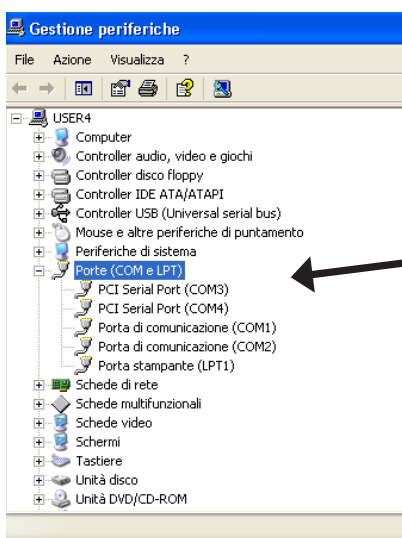 Gestione periferiche
File Azione Visualizza ?
USER4
Computer
Controller audio, video e giochi
Controller disco floppy
Controller IDE ATA/ATAPI
Controller USB (Universal serial bus)
Mouse e altre periferiche di puntamento
Periferiche di sistema
Porte (COM e LPT)
PCI Serial Port (COM3)
PCI Serial Port (COM4)
Porta di comunicazione (COM1)
Porta di comunicazione (COM2)
Porta stampante (LPT1)
Schede di rete
Schede multifunzionali
Schede video
Schermi
Tastiere
Unità disco
Unità DVD/CD-ROM